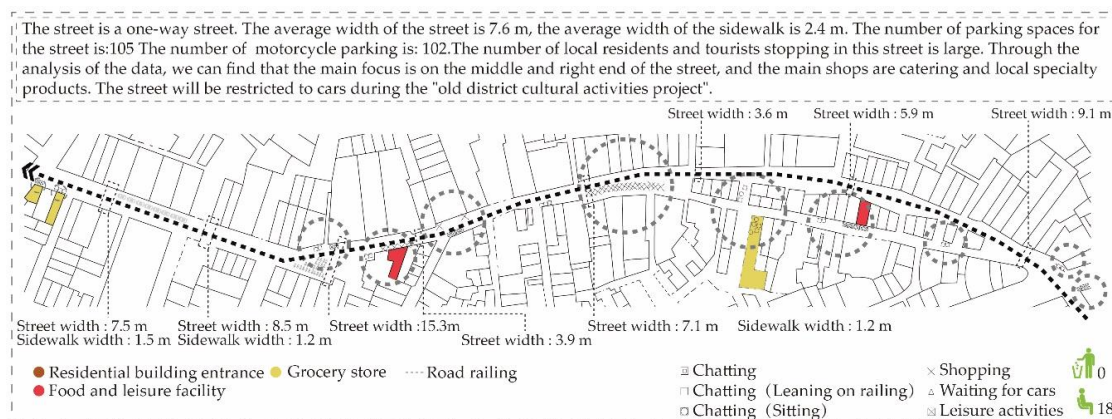 The street is a one-way street. The average width of the street is 7.6 m, the average width of the sidewalk is 2.4 m. The number of parking spaces for
the street is:105 The number of motorcycle parking is: 102.The number of local residents and tourists stopping in this street is large. Through the
analysis of the data, we can find that the main focus is on the middle and right end of the street, and the main shops are catering and local specialty
products. The street will be restricted to cars during the "old district cultural activities project".
Street width : 3.6 m
Street width : 5.9 m
Street width : 9.1 m
Street width : 7.5 m
Sidewalk width : 1.5 m
Street width : 8.5 m
Sidewalk width : 1.2 m
Street width :15.3m
Street width : 3.9 m
Street width : 7.1 m
Sidewalk width : 1.2 m
Residential building entrance
Grocery store
Road railing
Food and leisure facility
Chatting
Chatting (Leaning on railing)
Chatting (Sitting)
Shopping
Waiting for cars
Leisure activities
0
18